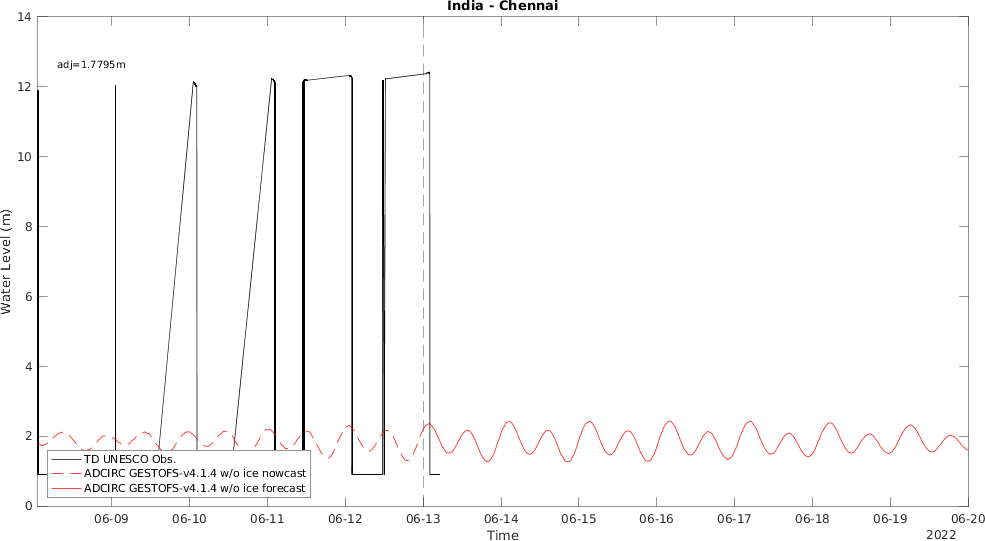 India - Chennai
adj=1.7795m
14
12
10
8
6
4
2
0
Water Level (m)
TD UNESCO Obs.
ADCIRC GESTOFS-v4.1.4 w/o ice nowcast
ADCIRC GESTOFS-v4.1.4 w/o ice forecast
06-09 06-10 06-11 06-12 06-13 06-14 06-15 06-16 06-17 06-18 06-19 06-20
Time
2022